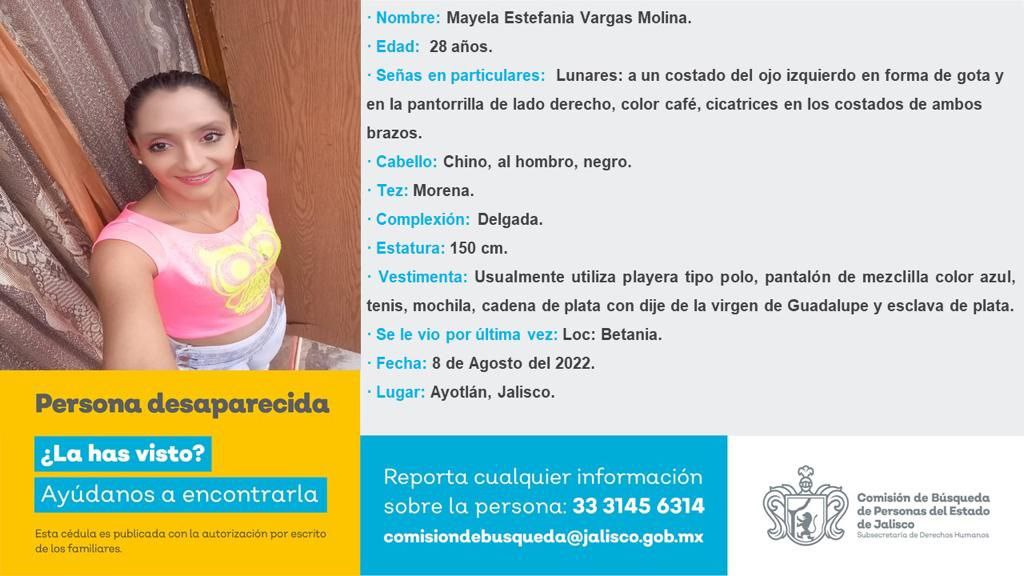 · Nombre: Mayela Estefania Vargas Molina.
· Edad: 28 años.
· Señas en particulares: Lunares: a un costado del ojo izquierdo en forma de gota y
en la pantorrilla de lado derecho, color café, cicatrices en los costados de ambos
brazos.
· Cabello: Chino, al hombro, negro.
· Tez: Morena.
· Complexión: Delgada.
· Estatura: 150 cm.
· Vestimenta: Usualmente utiliza playera tipo polo, pantalón de mezclilla color azul,
tenis, mochila, cadena de plata con dije de la virgen de Guadalupe y esclava de plata.
· Se le vio por última vez: Loc: Betania.
· Fecha: 8 de Agosto del 2022.
· Lugar: Ayotlán, Jalisco.
Persona desaparecida
¿La has visto?
Ayúdanos a encontrarla
Esta cédula es publicada con la autorización por escrito
de los familiares.
Reporta cualquier información
sobre la persona: 33 3145 6314
comisiondebusqueda@jalisco.gob.mx
Comisión de Búsqueda
de Personas del Estado
de Jalisco
Subsecretaría de Derechos Humanos